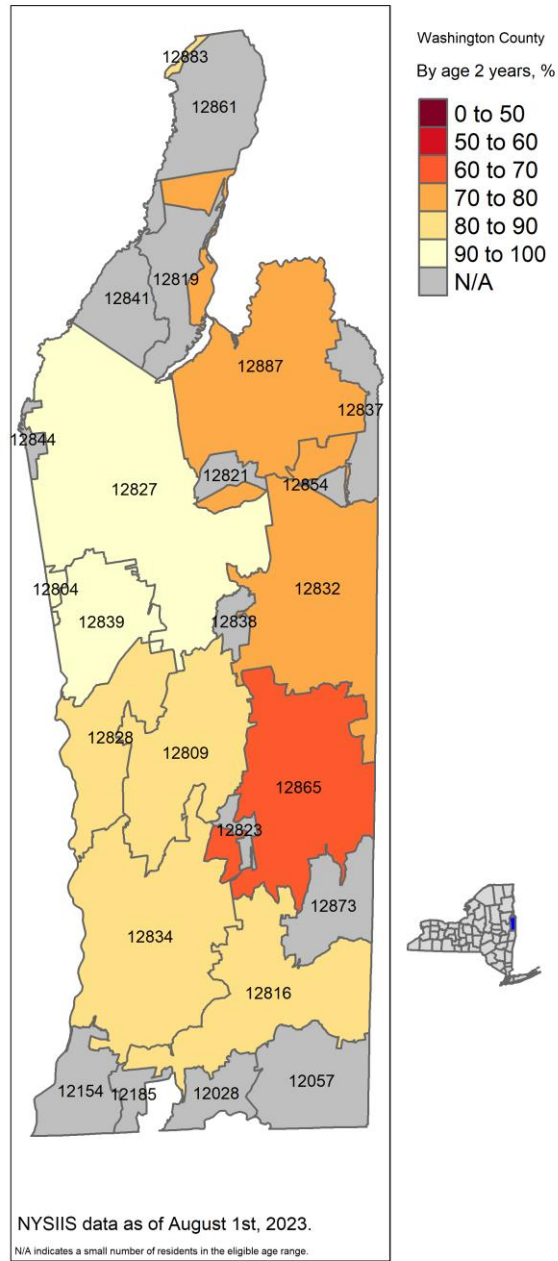 Washington County
By age 2 years, %
0 to 50
50 to 60
60 to 70
70 to 80
80 to 90
90 to 100
N/A
12883
12861
12819
12841
12887
12837
12844
12821
12854
12827
12804
12832
12839
12838
12828
12809
12865
12823
12873
12834
12816
12154
12185
12028
12057
NYSIIS data as of August 1st, 2023.
N/A indicates a small number of residents in the eligible age range.